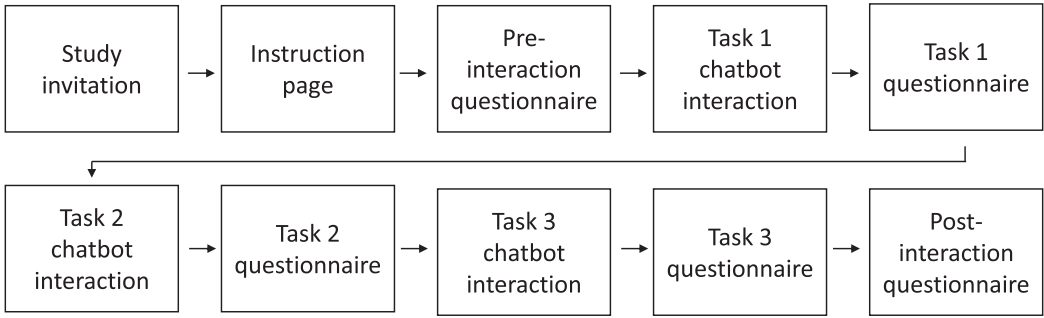 Study
invitation
Instruction
page
Pre-
interaction
questionnaire
Task 1
chatbot
interaction
Task 1
questionnaire
Task 2
chatbot
interaction
Task 2
questionnaire
Task 3
chatbot
interaction
Task 3
questionnaire
Post-
interaction
questionnaire